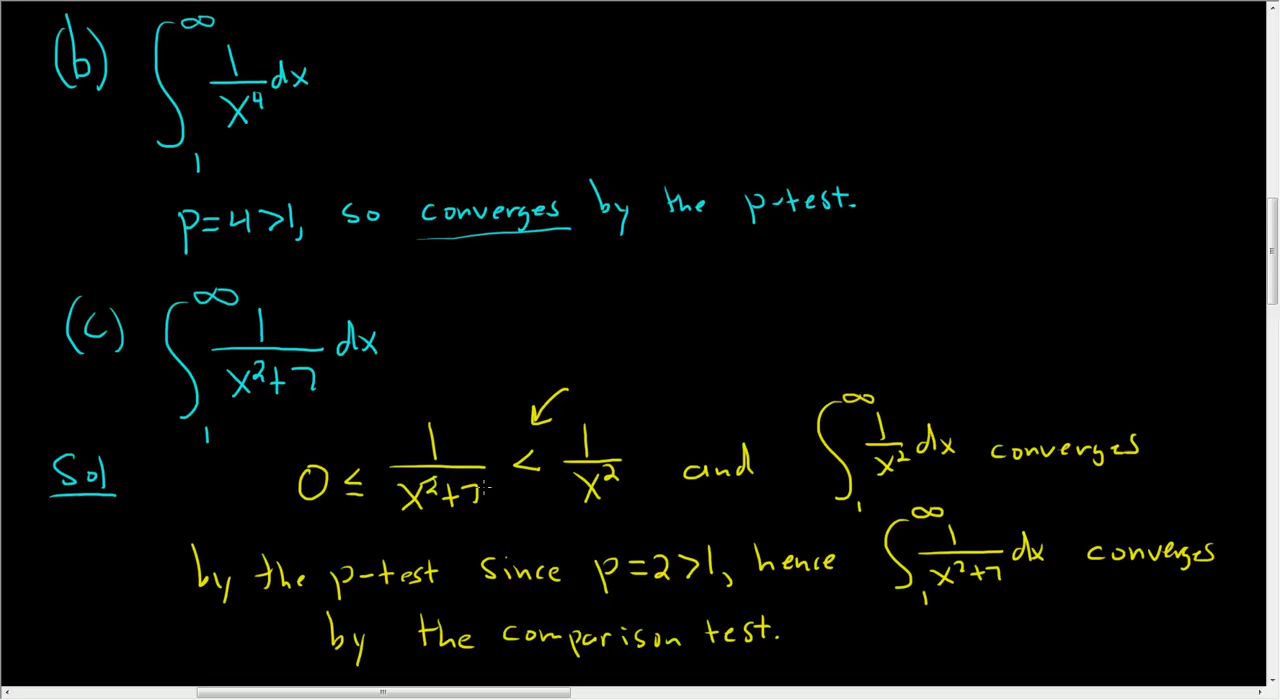 (b) ∫₁^∞ 1/x⁴ dx
p=4>1, so converges by the p-test.
(c) ∫₁^∞ 1/(x²+7) dx
Sol 0 ≤ 1/(x²+7) < 1/x² and ∫₁^∞ 1/x² dx converges
by the p-test since p=2>1, hence ∫₁^∞ 1/(x²+7) dx converges
by the comparison test.